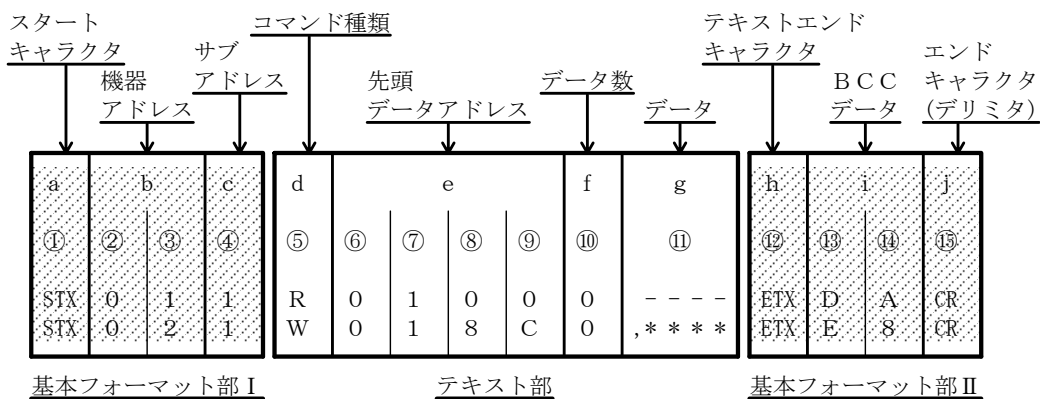 スタート
キャラクタ
機器
アドレス
サブ
アドレス
コマンド種類
先頭
データアドレス
データ数
データ
テキストエンド
キャラクタ
ＢＣＣ
データ
エンド
キャラクタ
(デリミタ)
a b c d e f g h i j
① ② ③ ④ ⑤ ⑥ ⑦ ⑧ ⑨ ⑩ ⑪ ⑫ ⑬ ⑭ ⑮
STX 0 1 1 R 0 1 0 0 0 ---- ETX D A CR
STX 0 2 1 W 0 1 8 C 0 ,**** ETX E 8 CR
基本フォーマット部Ⅰ テキスト部 基本フォーマット部Ⅱ